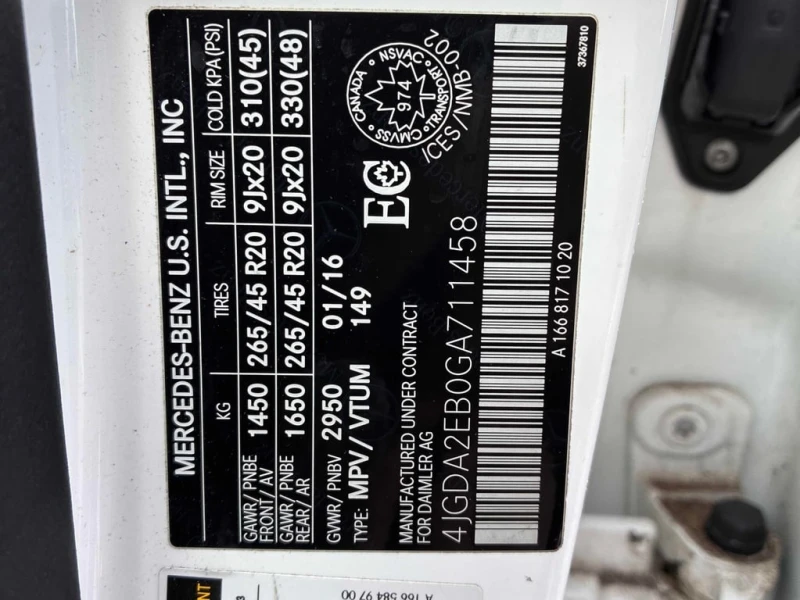 MERCEDES-BENZ U.S. INTL., INC
KG TIRES RIM SIZE COLD KPA(PSI)
GAWR/ PNBE
FRONT/ AV 1450 265/45 R20 9Jx20 310(45)
GAWR/ PNBE
REAR/ AR 1650 265/45 R20 9Jx20 330(48)
GVWR/ PNBV 2950 01/16
TYPE: MPV/ VTUM 149
EC
CANADA · NSVAC
974
CMVSS TRANSPORT
/CES/NMB-002
MANUFACTURED UNDER CONTRACT
FOR DAIMLER AG
4JGDA2EB0GA711458
A 166 817 10 20
37367810
A 166 584 97 00